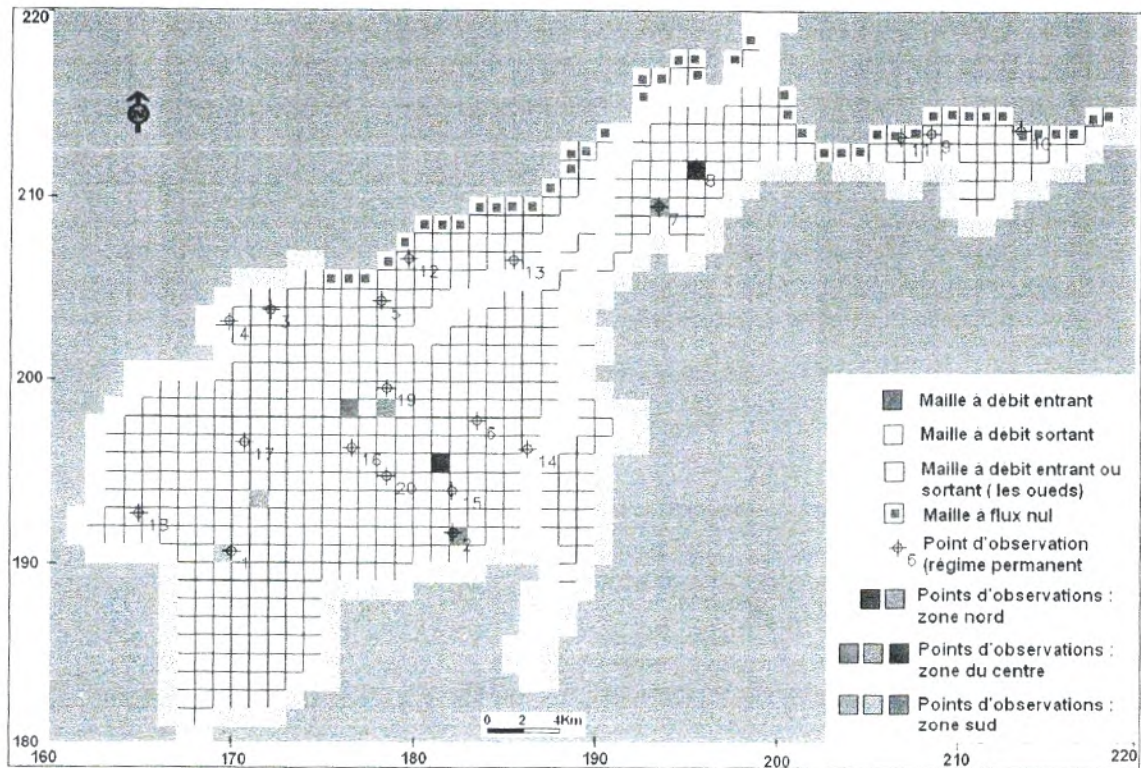 220
210
200
190
180
160
170
180
190
200
210
220
N
8
7
11
9
10
12
13
5
3
4
19
6
14
17
16
20
15
18
2
1
Maille à debit entrant
Maille à debit sortant
Maille à debit entrant ou
sortant ( les oueds)
Maille à flux nul
6 Point d'observation
(régime permanent
Points d'observations :
zone nord
Points d'observations :
zone du centre
Points d'observations :
zone sud
0 2 4Km